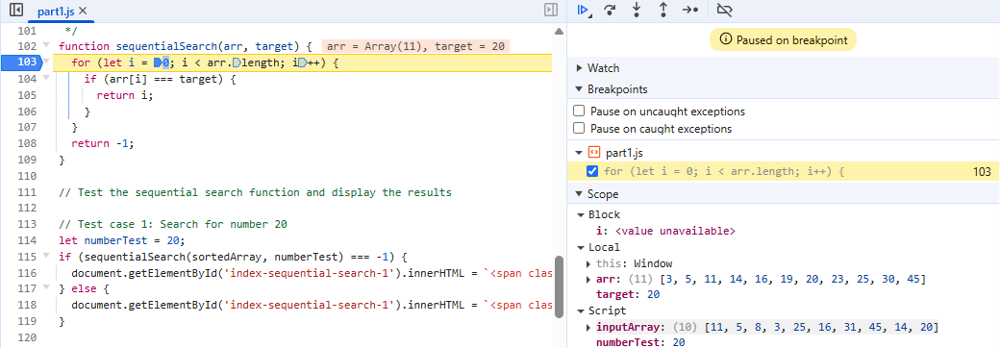 part1.js ×
101 */
102 function sequentialSearch(arr, target) { arr = Array(11), target = 20
103 for (let i = 0; i < arr.length; i++) {
104 if (arr[i] === target) {
105 return i;
106 }
107 }
108 return -1;
109 }
110
111 // Test the sequential search function and display the results
112
113 // Test case 1: Search for number 20
114 let numberTest = 20;
115 if (sequentialSearch(sortedArray, numberTest) === -1) {
116 document.getElementById('index-sequential-search-1').innerHTML = `<span clas
117 } else {
118 document.getElementById('index-sequential-search-1').innerHTML = `<span clas
119 }
120
Paused on breakpoint
Watch
Breakpoints
Pause on uncaught exceptions
Pause on caught exceptions
part1.js
for (let i = 0; i < arr.length; i++) { 103
Scope
Block
i: <value unavailable>
Local
this: Window
arr: (11) [3, 5, 11, 14, 16, 19, 20, 23, 25, 30, 45]
target: 20
Script
inputArray: (10) [11, 5, 8, 3, 25, 16, 31, 45, 14, 20]
numberTest: 20